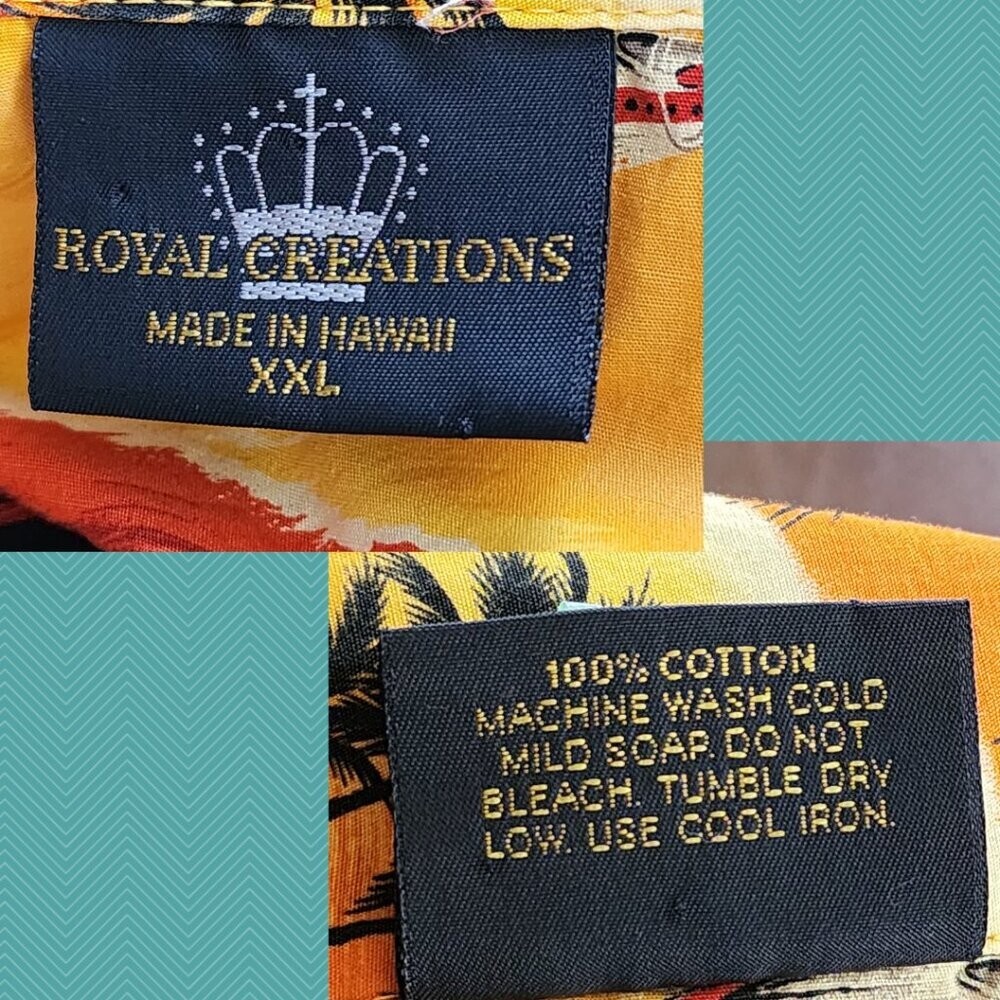 ROYAL CREATIONS
MADE IN HAWAII
XXL
100% COTTON
MACHINE WASH COLD
MILD SOAP. DO NOT
BLEACH. TUMBLE DRY
LOW. USE COOL IRON.